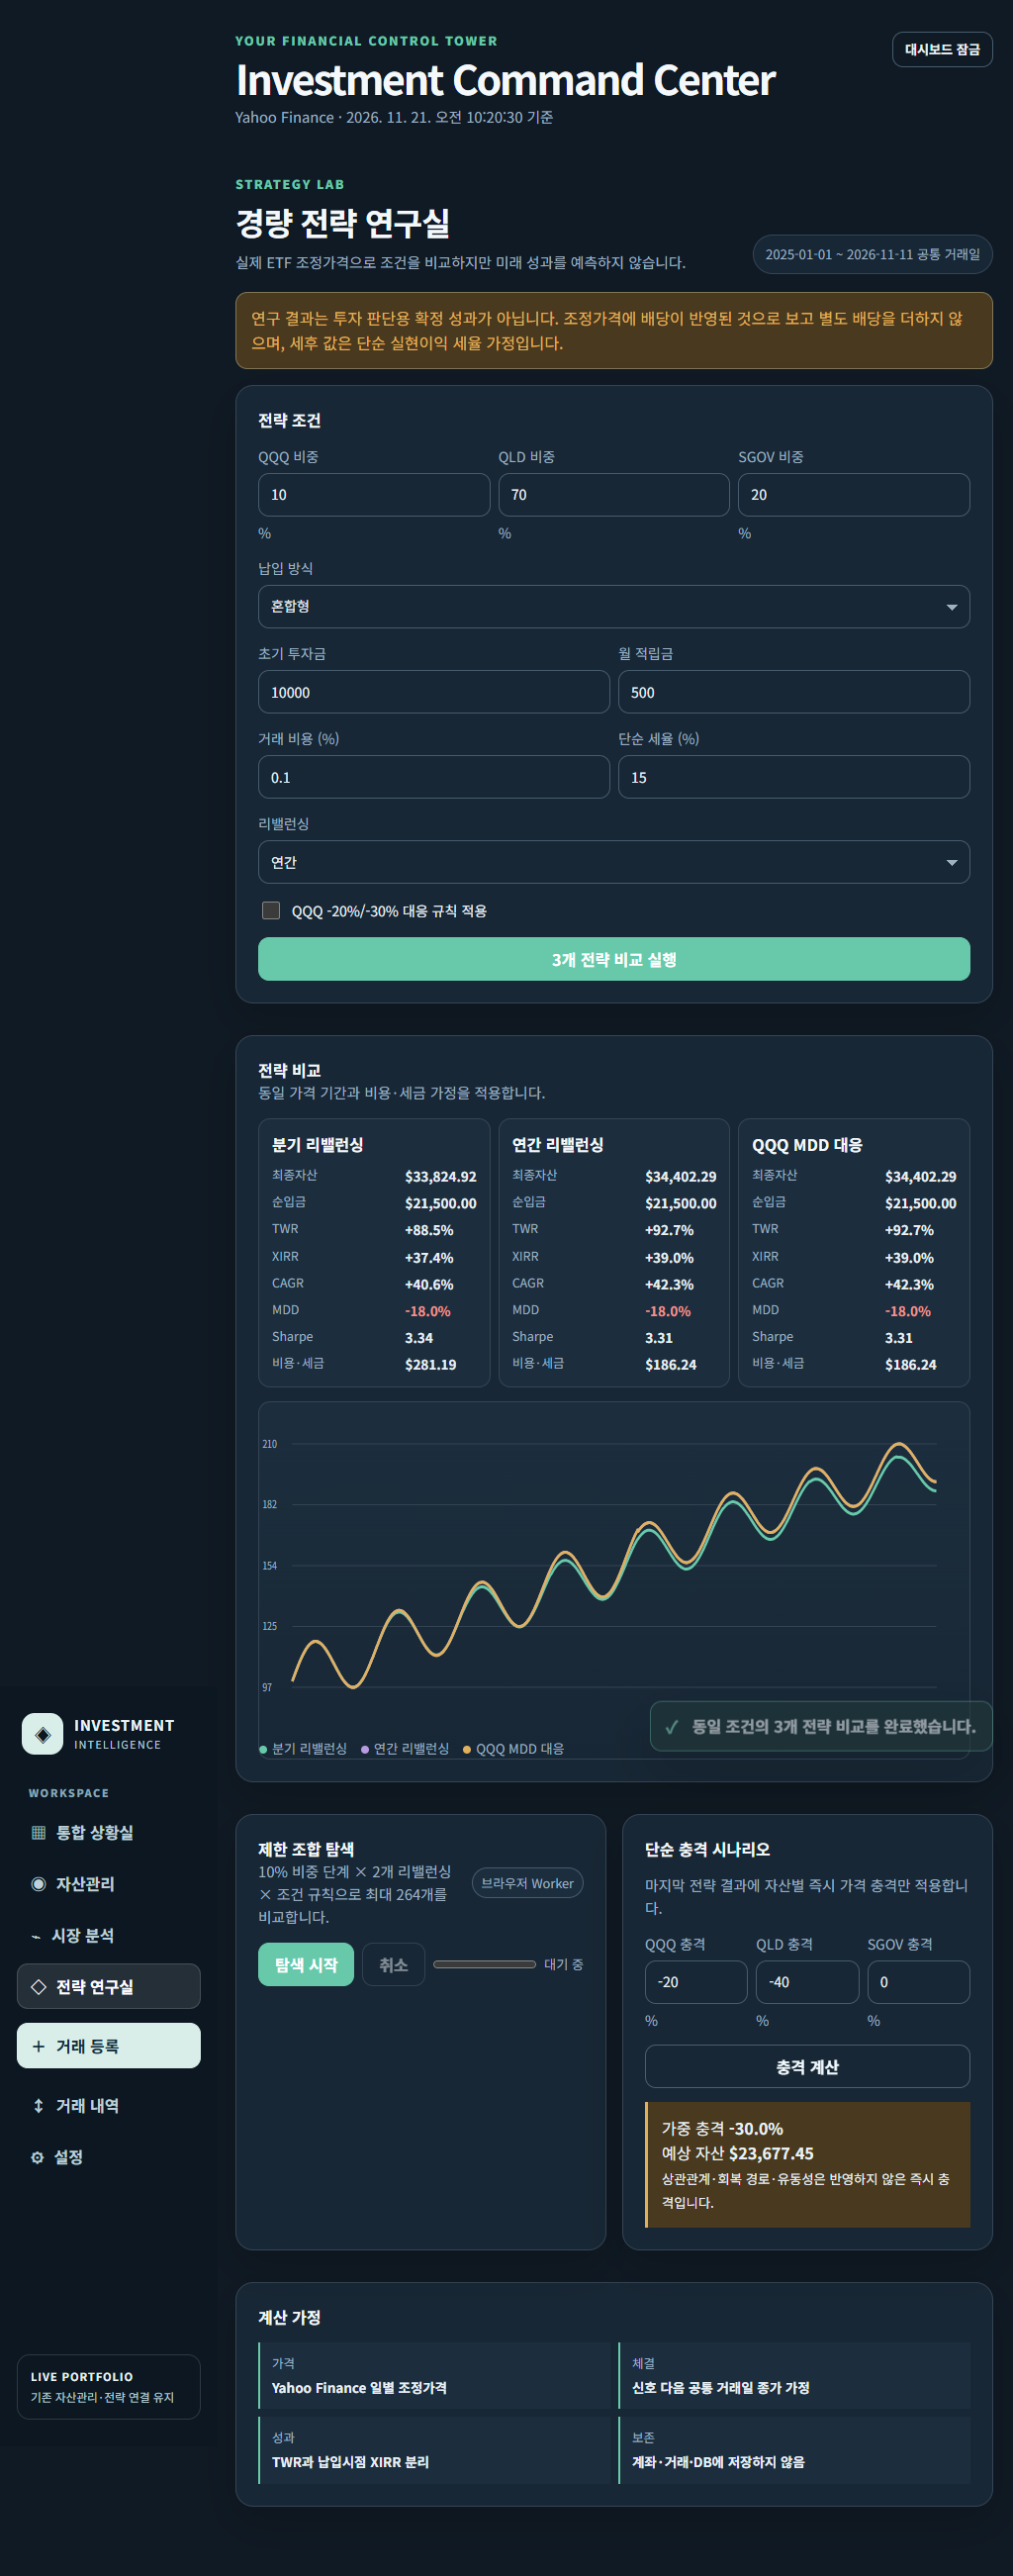 YOUR FINANCIAL CONTROL TOWER
Investment Command Center
Yahoo Finance · 2026. 11. 21. 오전 10:20:30 기준
대시보드 잠금
STRATEGY LAB
경량 전략 연구실
실제 ETF 조정가격으로 조건을 비교하지만 미래 성과를 예측하지 않습니다.
2025-01-01 ~ 2026-11-11 공통 거래일
연구 결과는 투자 판단용 확정 성과가 아닙니다. 조정가격에 배당이 반영된 것으로 보고 별도 배당을 더하지 않
으며, 세후 값은 단순 실현이익 세율 가정입니다.
전략 조건
QQQ 비중 QLD 비중 SGOV 비중
10 70 20
% % %
납입 방식
혼합형
초기 투자금 월 적립금
10000 500
거래 비용 (%) 단순 세율 (%)
0.1 15
리밸런싱
연간
QQQ -20%/-30% 대응 규칙 적용
3개 전략 비교 실행
전략 비교
동일 가격 기간과 비용·세금 가정을 적용합니다.
분기 리밸런싱
최종자산 $33,824.92
순입금 $21,500.00
TWR +88.5%
XIRR +37.4%
CAGR +40.6%
MDD -18.0%
Sharpe 3.34
비용·세금 $281.19
연간 리밸런싱
최종자산 $34,402.29
순입금 $21,500.00
TWR +92.7%
XIRR +39.0%
CAGR +42.3%
MDD -18.0%
Sharpe 3.31
비용·세금 $186.24
QQQ MDD 대응
최종자산 $34,402.29
순입금 $21,500.00
TWR +92.7%
XIRR +39.0%
CAGR +42.3%
MDD -18.0%
Sharpe 3.31
비용·세금 $186.24
210
182
154
125
97
분기 리밸런싱 연간 리밸런싱 QQQ MDD 대응
✓ 동일 조건의 3개 전략 비교를 완료했습니다.
INVESTMENT
INTELLIGENCE
WORKSPACE
통합 상황실
자산관리
시장 분석
전략 연구실
+ 거래 등록
거래 내역
설정
LIVE PORTFOLIO
기존 자산관리·전략 연결 유지
제한 조합 탐색
10% 비중 단계 × 2개 리밸런싱
× 조건 규칙으로 최대 264개를
비교합니다.
브라우저 Worker
탐색 시작 취소 대기 중
단순 충격 시나리오
마지막 전략 결과에 자산별 즉시 가격 충격만 적용합니
다.
QQQ 충격 QLD 충격 SGOV 충격
-20 -40 0
% % %
충격 계산
가중 충격 -30.0%
예상 자산 $23,677.45
상관관계·회복 경로·유동성은 반영하지 않은 즉시 충
격입니다.
계산 가정
가격
Yahoo Finance 일별 조정가격
체결
신호 다음 공통 거래일 종가 가정
성과
TWR과 납입시점 XIRR 분리
보존
계좌·거래·DB에 저장하지 않음